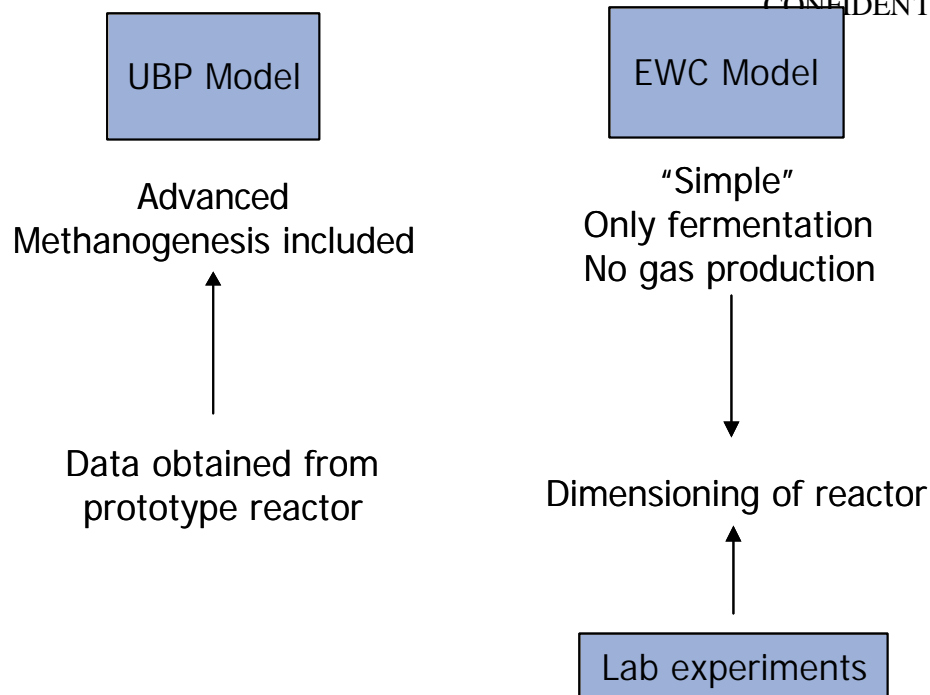 CONFIDENT
UBP Model
Advanced
Methanogenesis included
Data obtained from
prototype reactor
EWC Model
“Simple”
Only fermentation
No gas production
Dimensioning of reactor
Lab experiments